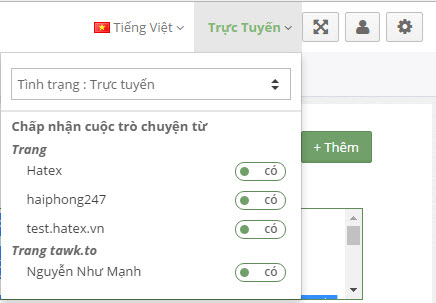 Tiếng Việt Trực Tuyến
Tình trạng : Trực tuyến
Chấp nhận cuộc trò chuyện từ
+ Thêm
Trang
Hatex có
haiphong247 có
test.hatex.vn có
Trang tawk.to
Nguyễn Như Mạnh có